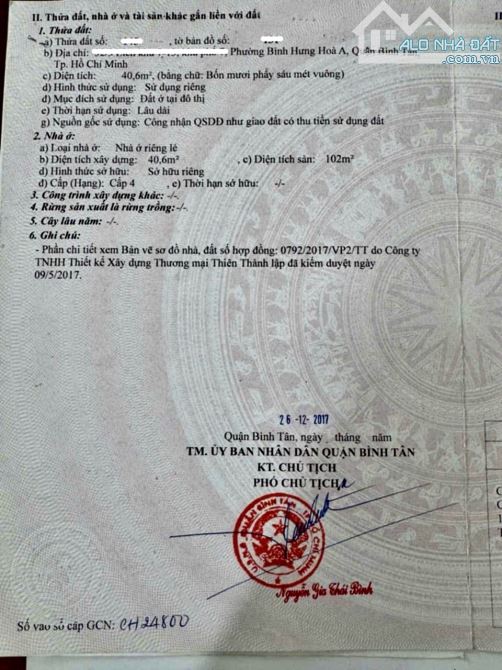 ALO NHÀ ĐẤT
II. Thửa đất, nhà ở và tài sản khác gắn liền với đất
1. Thửa đất:
a) Thửa đất số: , tờ bản đồ số:
b) Địa chỉ: Phường Bình Hưng Hoà A, Quận Bình Tân,
Tp. Hồ Chí Minh
c) Diện tích: 40,6m², (bằng chữ: Bốn mươi phẩy sáu mét vuông)
d) Hình thức sử dụng: Sử dụng riêng
đ) Mục đích sử dụng: Đất ở tại đô thị
e) Thời hạn sử dụng: Lâu dài
g) Nguồn gốc sử dụng: Công nhận QSDĐ như giao đất có thu tiền sử dụng đất
2. Nhà ở:
a) Loại nhà ở: Nhà ở riêng lẻ
b) Diện tích xây dựng: 40,6m² , c) Diện tích sàn: 102m²
d) Hình thức sở hữu: Sở hữu riêng
đ) Cấp (Hạng): Cấp 4 , e) Thời hạn sở hữu: -/-
3. Công trình xây dựng khác: -/-
4. Rừng sản xuất là rừng trồng: -/-
5. Cây lâu năm: -/-
6. Ghi chú:
- Phần chi tiết xem Bản vẽ sơ đồ nhà, đất số hợp đồng: 0792/2017/VP2/TT do Công ty
TNHH Thiết kế Xây dựng Thương mại Thiên Thành lập đã kiểm duyệt ngày
09/5/2017.
26-12-2017
Quận Bình Tân, ngày tháng năm
TM. ỦY BAN NHÂN DÂN QUẬN BÌNH TÂN
KT. CHỦ TỊCH
PHÓ CHỦ TỊCH
Nguyễn Gia Thái Bình
Số vào sổ cấp GCN: CH24800